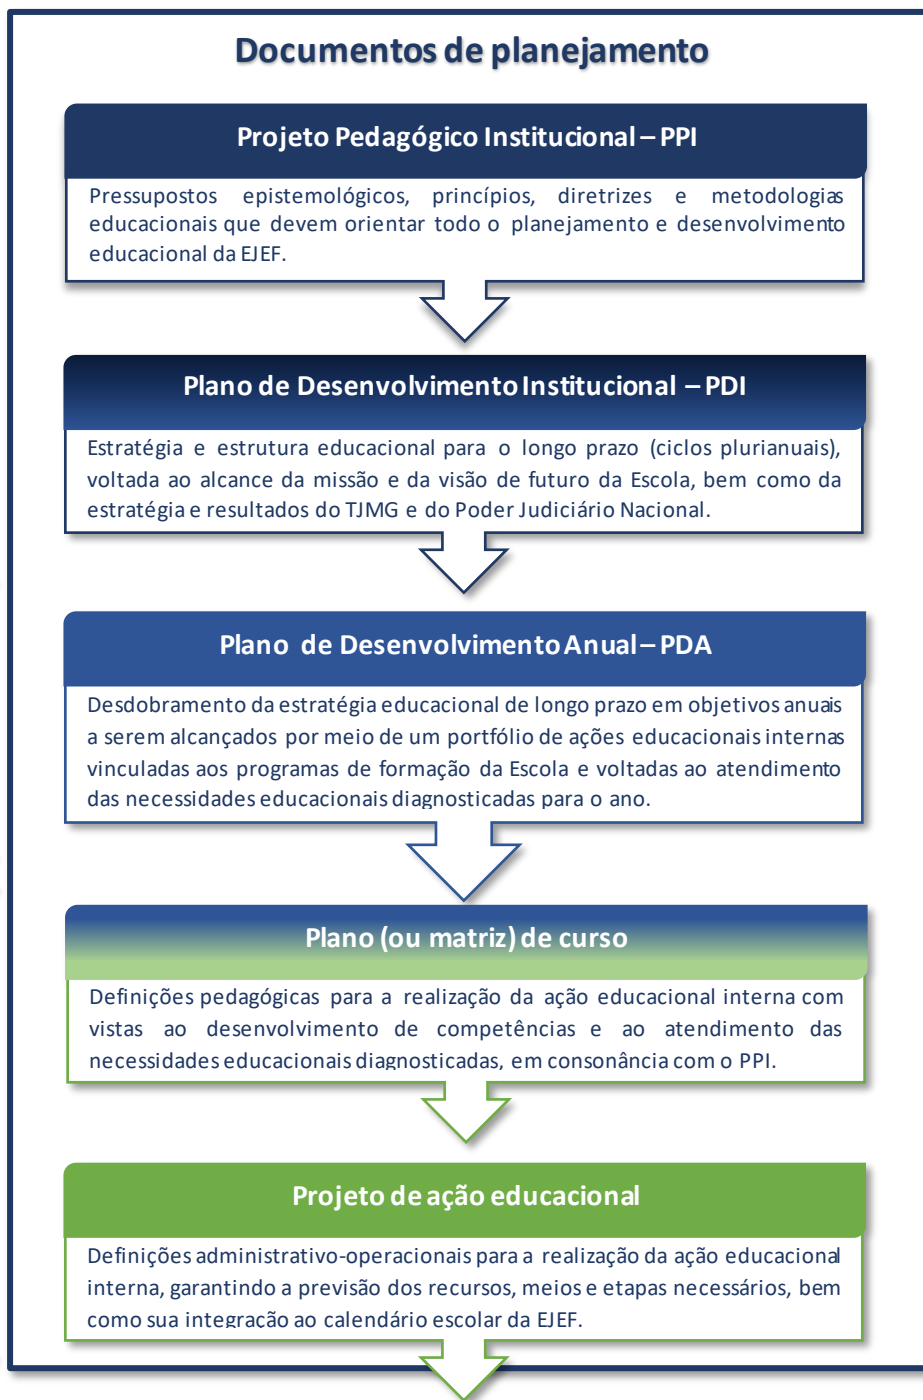 Documentos de planejamento
Projeto Pedagógico Institucional – PPI
Pressupostos epistemológicos, princípios, diretrizes e metodologias
educacionais que devem orientar todo o planejamento e desenvolvimento
educacional da EJEF.
Plano de Desenvolvimento Institucional – PDI
Estratégia e estrutura educacional para o longo prazo (ciclos plurianuais),
voltada ao alcance da missão e da visão de futuro da Escola, bem como da
estratégia e resultados do TJMG e do Poder Judiciário Nacional.
Plano de Desenvolvimento Anual – PDA
Desdobramento da estratégia educacional de longo prazo em objetivos anuais
a serem alcançados por meio de um portfólio de ações educacionais internas
vinculadas aos programas de formação da Escola e voltadas ao atendimento
das necessidades educacionais diagnosticadas para o ano.
Plano (ou matriz) de curso
Definições pedagógicas para a realização da ação educacional interna com
vistas ao desenvolvimento de competências e ao atendimento das
necessidades educacionais diagnosticadas, em consonância com o PPI.
Projeto de ação educacional
Definições administrativo-operacionais para a realização da ação educacional
interna, garantindo a previsão dos recursos, meios e etapas necessários, bem
como sua integração ao calendário escolar da EJEF.